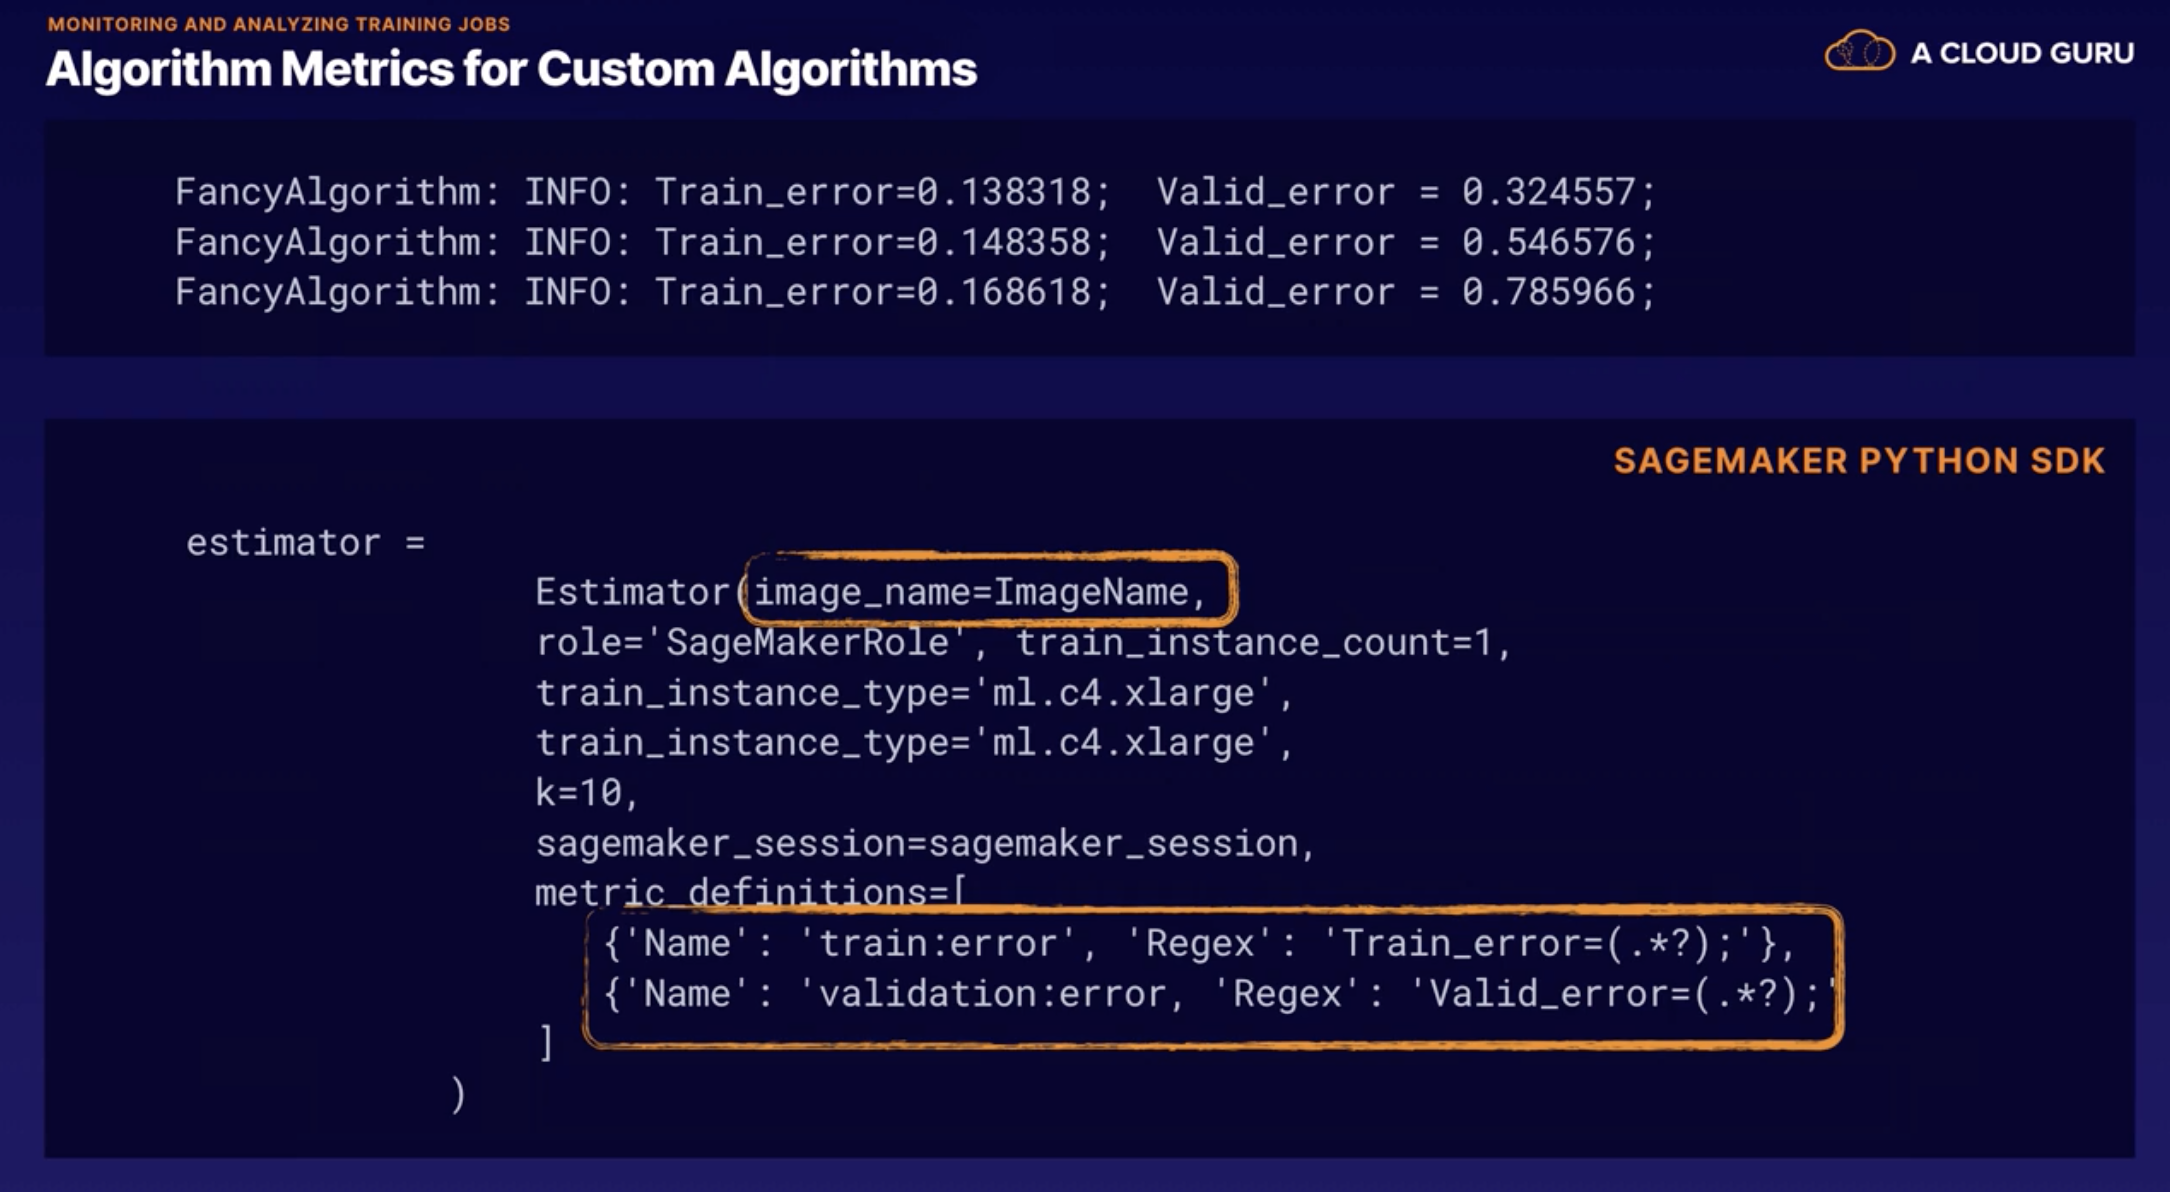 MONITORING AND ANALYZING TRAINING JOBS
Algorithm Metrics for Custom Algorithms
A CLOUD GURU
FancyAlgorithm: INFO: Train_error=0.138318;  Valid_error = 0.324557;
FancyAlgorithm: INFO: Train_error=0.148358;  Valid_error = 0.546576;
FancyAlgorithm: INFO: Train_error=0.168618;  Valid_error = 0.785966;
SAGEMAKER PYTHON SDK
estimator =
Estimator(image_name=ImageName,
role='SageMakerRole', train_instance_count=1,
train_instance_type='ml.c4.xlarge',
train_instance_type='ml.c4.xlarge',
k=10,
sagemaker_session=sagemaker_session,
metric_definitions=[
{'Name': 'train:error', 'Regex': 'Train_error=(.*?);'},
{'Name': 'validation:error, 'Regex': 'Valid_error=(.*?);'
]
)